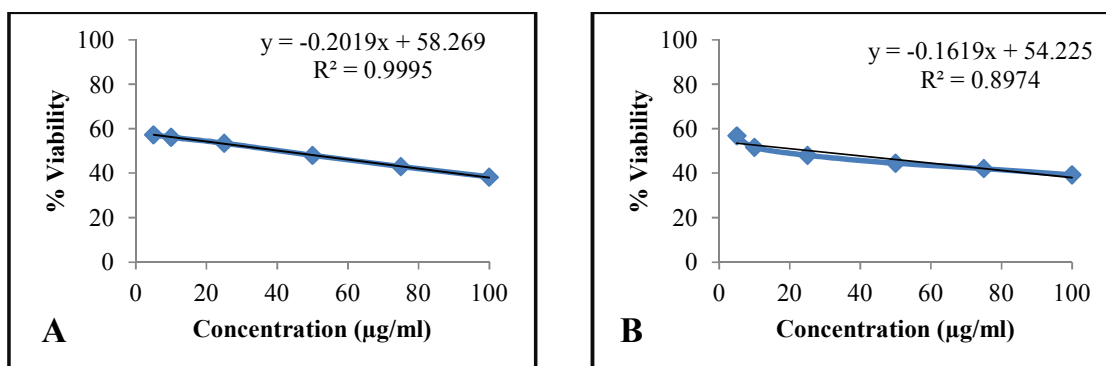 y = -0.2019x + 58.269
R² = 0.9995
100
80
60
40
20
0
% Viability
0 20 40 60 80 100
Concentration (µg/ml)
A
y = -0.1619x + 54.225
R² = 0.8974
100
80
60
40
20
0
% Viability
0 20 40 60 80 100
Concentration (µg/ml)
B